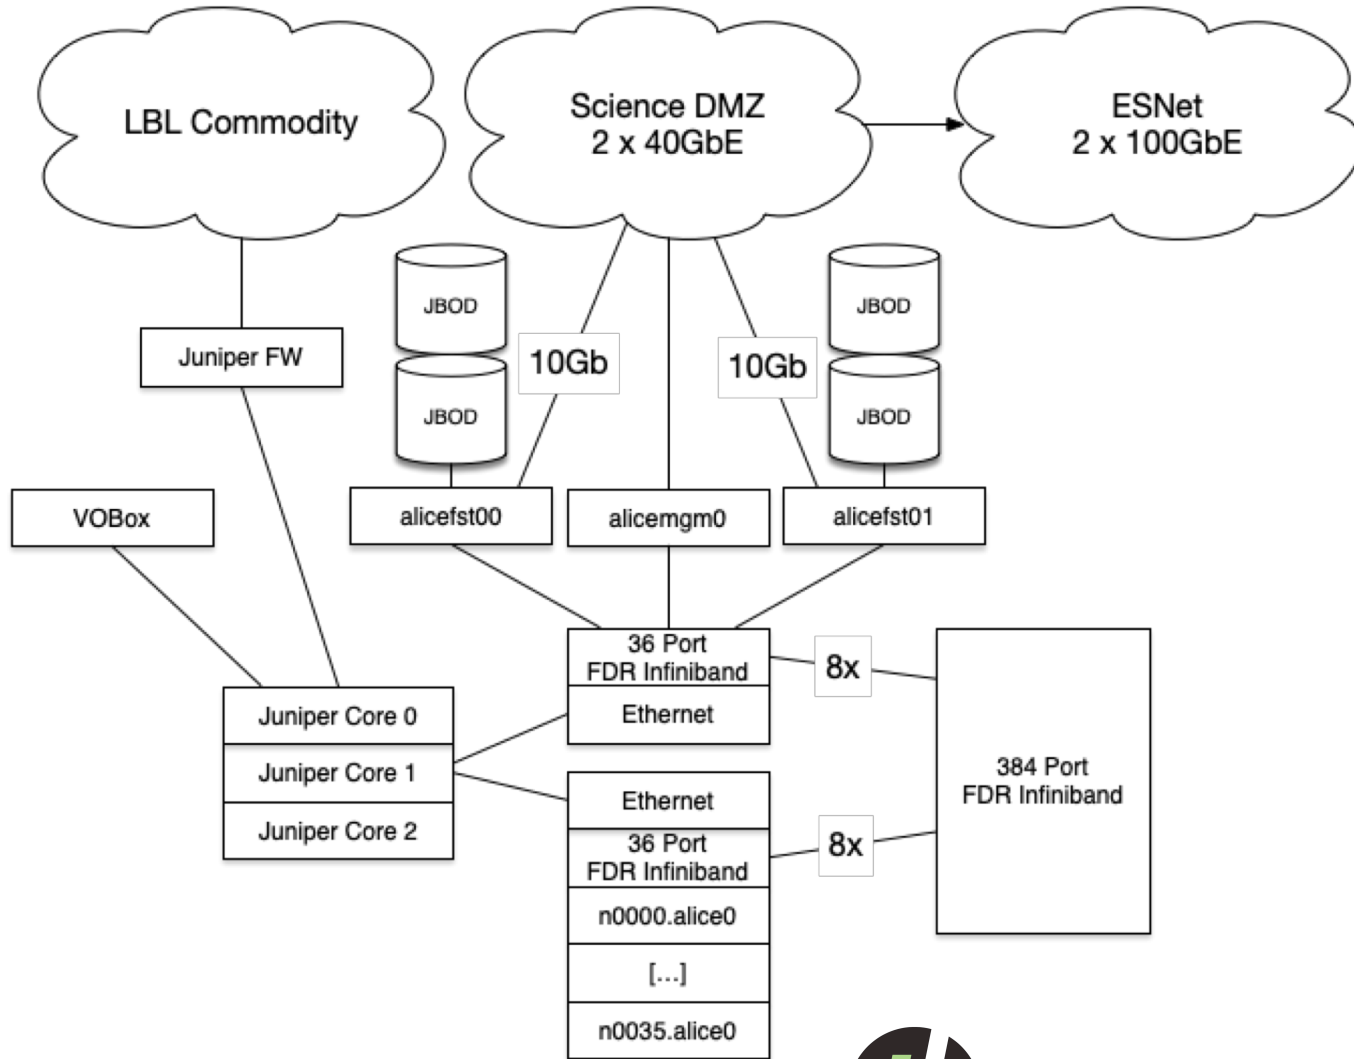 LBL Commodity
Science DMZ
2 x 40GbE
ESNet
2 x 100GbE
JBOD
JBOD
Juniper FW
10Gb
10Gb
JBOD
JBOD
VOBox
alicefst00
alicemgm0
alicefst01
36 Port
FDR Infiniband
8x
Juniper Core 0
Ethernet
Juniper Core 1
384 Port
FDR Infiniband
Ethernet
Juniper Core 2
36 Port
FDR Infiniband
8x
n0000.alice0
[...]
n0035.alice0